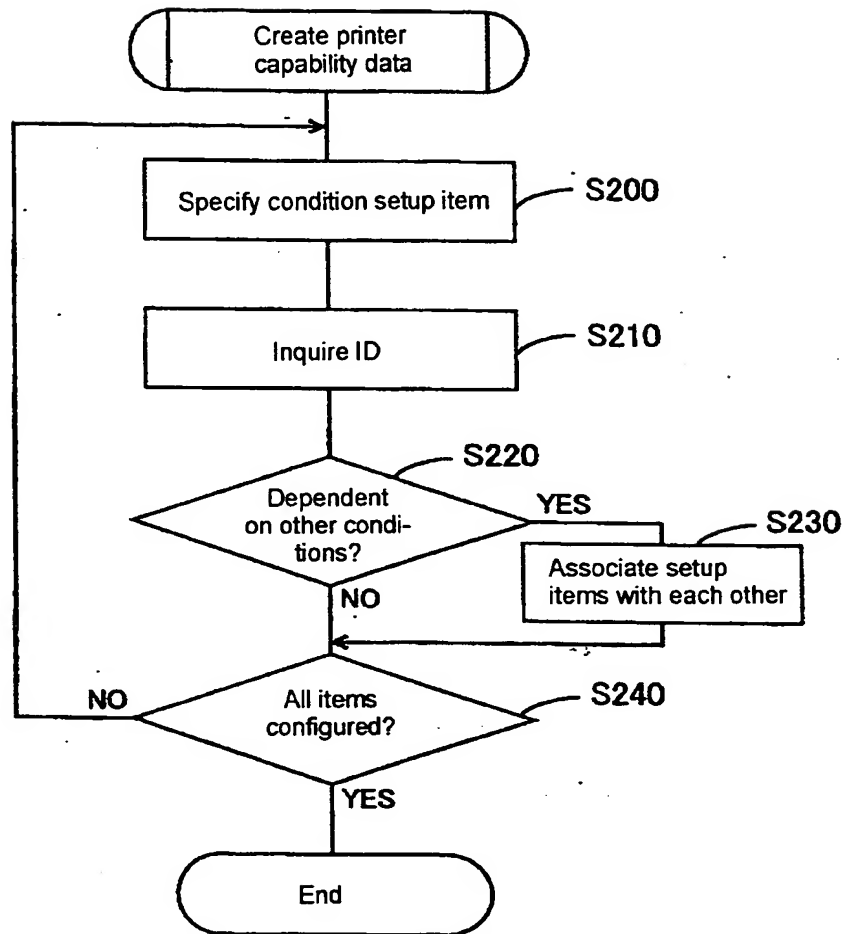 Create printer
capability data
Specify condition setup item
S200
Inquire ID
S210
S220
Dependent
on other condi-
tions?
YES
S230
Associate setup
items with each other
NO
NO
All items
configured?
S240
YES
End